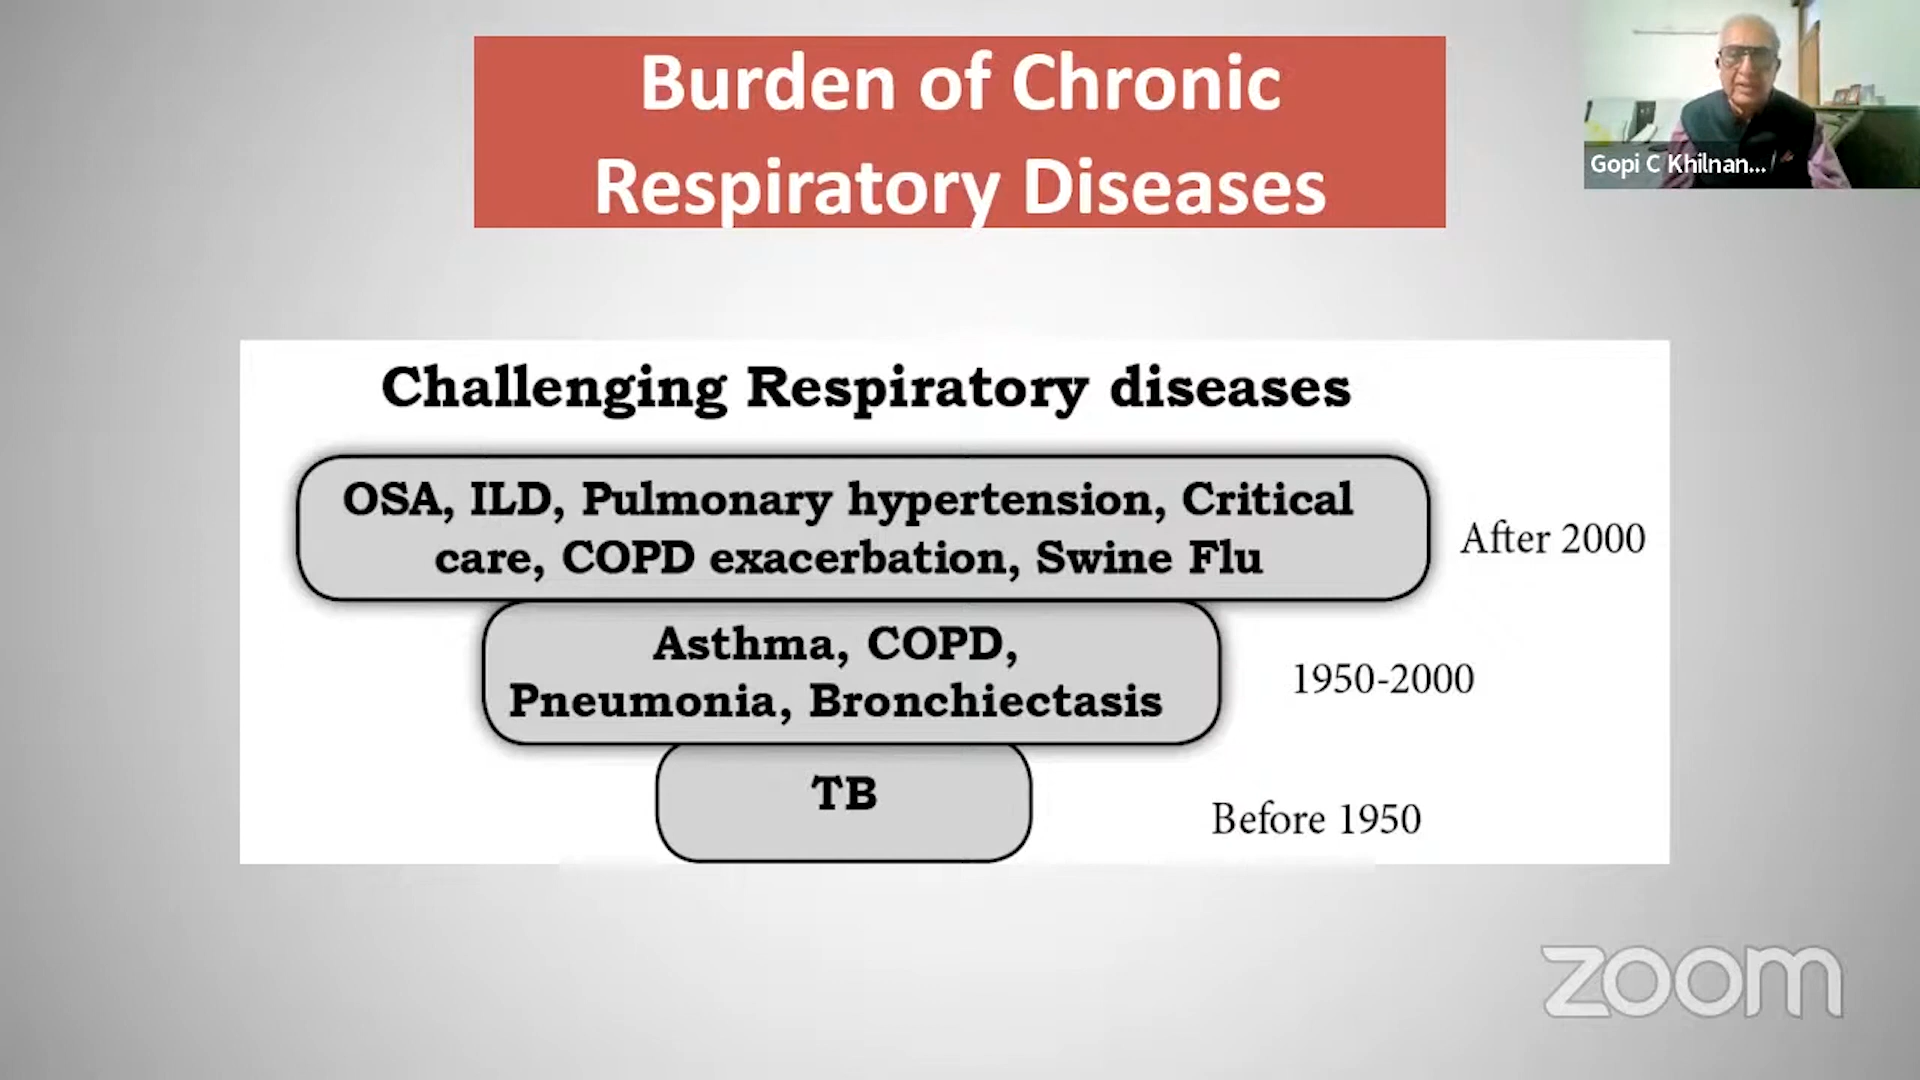 Burden of Chronic
Respiratory Diseases
Gopi C Khilnan...
Challenging Respiratory diseases
OSA, ILD, Pulmonary hypertension, Critical
care, COPD exacerbation, Swine Flu
After 2000
Asthma, COPD,
Pneumonia, Bronchiectasis
1950-2000
TB
Before 1950
zoom